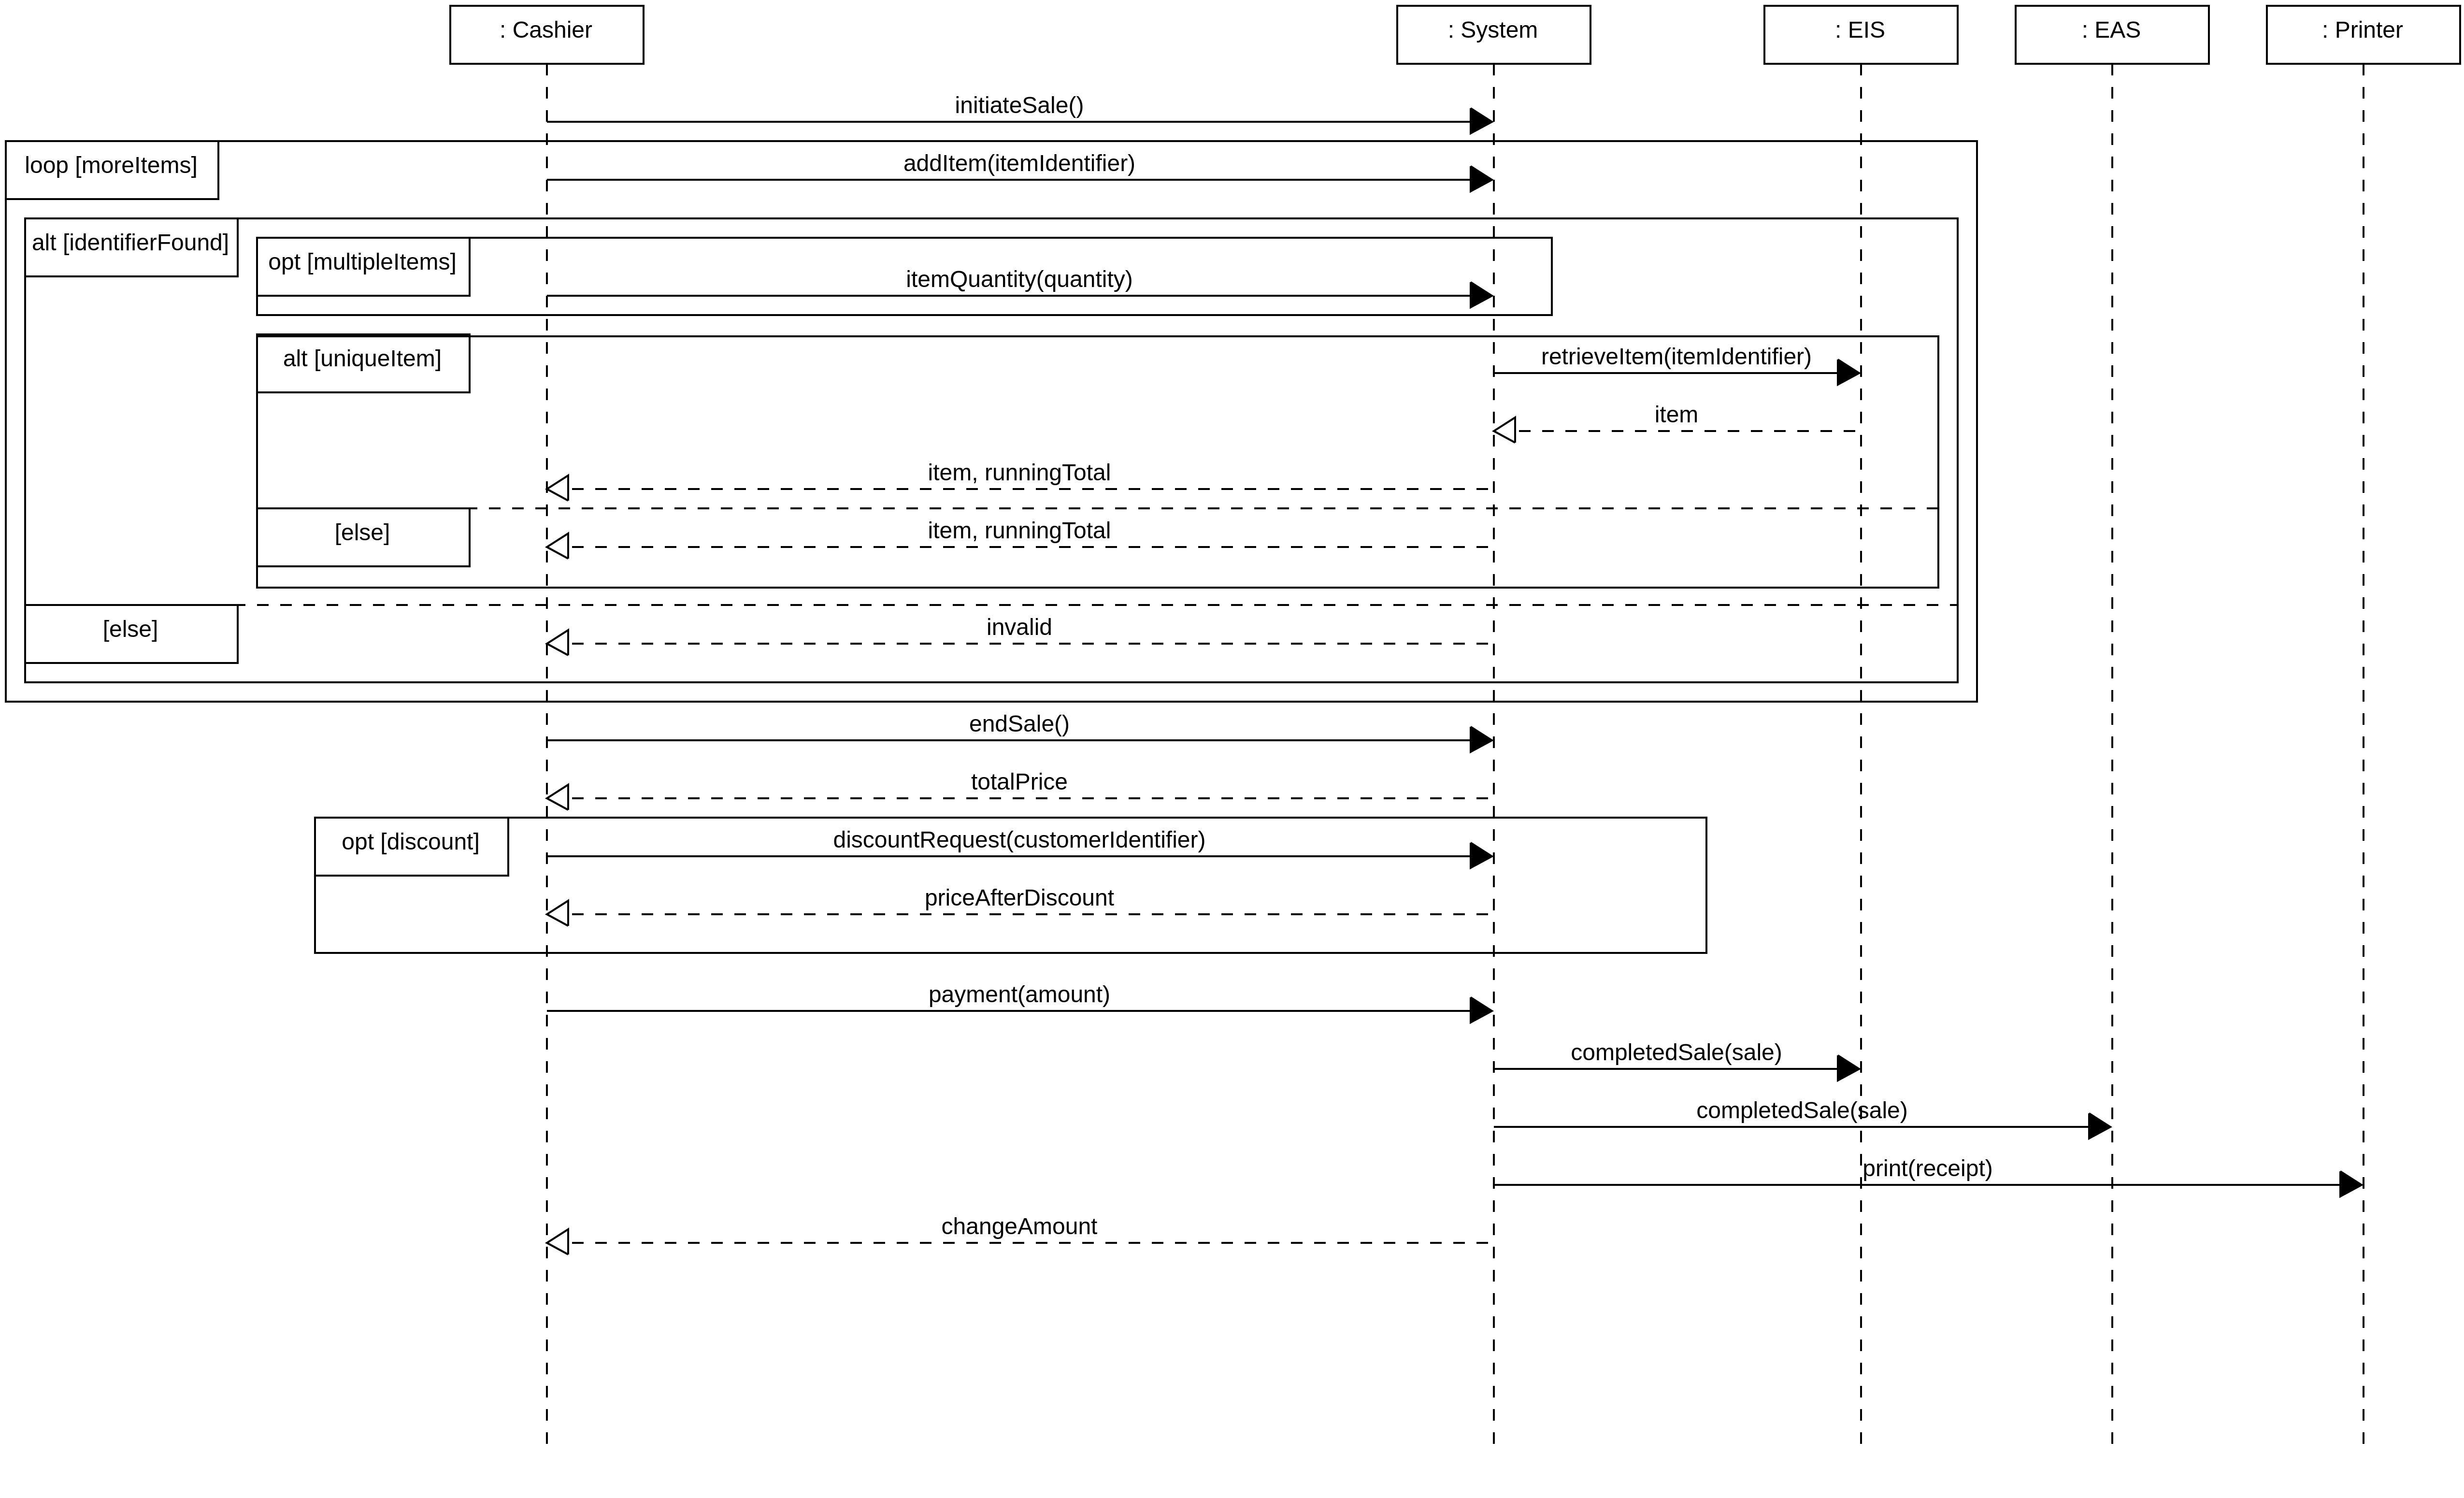 : Cashier
: System
: EIS
: EAS
: Printer
initiateSale()
loop [moreItems]
addItem(itemIdentifier)
alt [identifierFound]
opt [multipleItems]
itemQuantity(quantity)
alt [uniqueItem]
retrieveItem(itemIdentifier)
item
item, runningTotal
[else]
item, runningTotal
[else]
invalid
endSale()
totalPrice
opt [discount]
discountRequest(customerIdentifier)
priceAfterDiscount
payment(amount)
completedSale(sale)
completedSale(sale)
print(receipt)
changeAmount